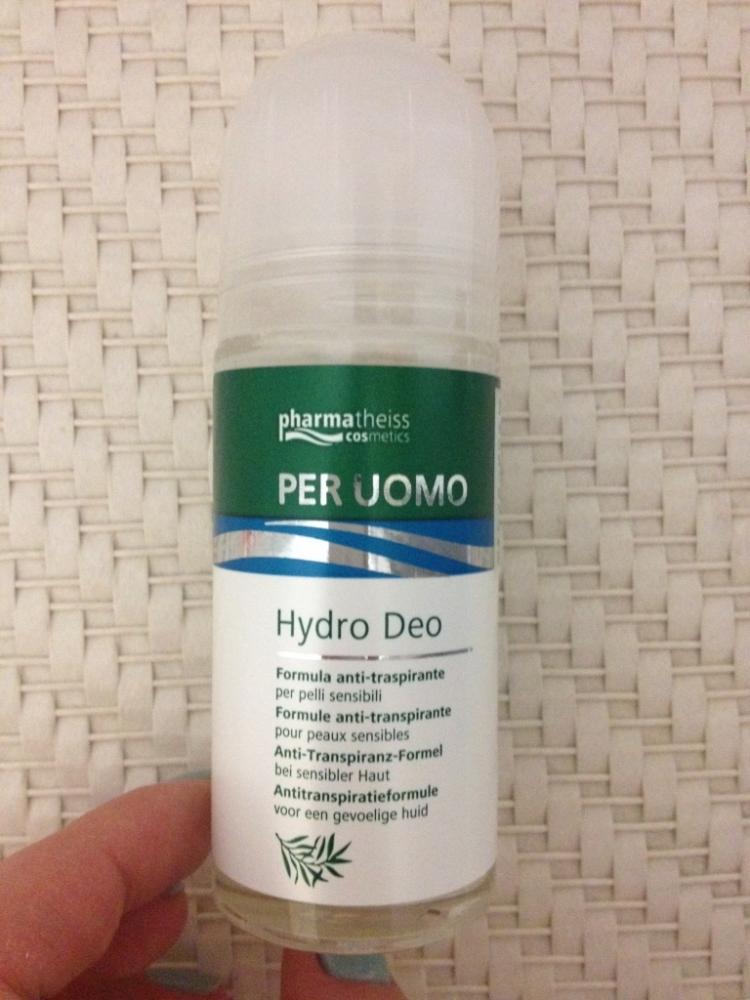 pharmatheiss
cosmetics
PER UOMO
Hydro Deo
Formula anti-traspirante
per pelli sensibili
Formule anti-transpirante
pour peaux sensibles
Anti-Transpiranz-Formel
bei sensibler Haut
Antitranspiratieformule
voor een gevoelige huid